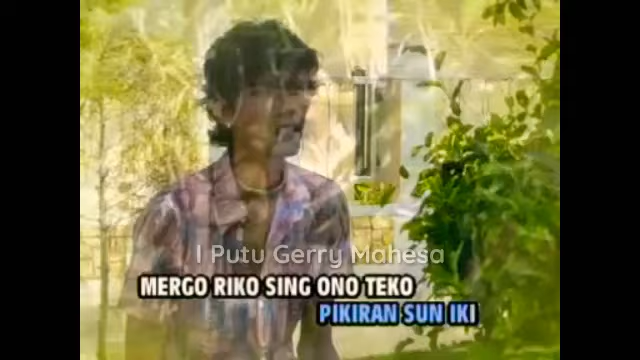 I Putu Gerry Mahesa
MERGO RIKO SING ONO TEKO
PIKIRAN SUN IKI